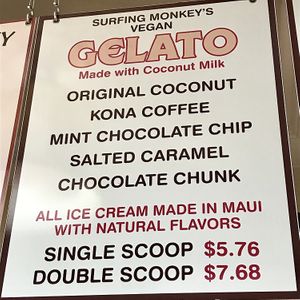 SURFING MONKEY'S
VEGAN
GELATO
Made with Coconut Milk
ORIGINAL COCONUT
KONA COFFEE
MINT CHOCOLATE CHIP
SALTED CARAMEL
CHOCOLATE CHUNK
ALL ICE CREAM MADE IN MAUI
WITH NATURAL FLAVORS
SINGLE SCOOP $5.76
DOUBLE SCOOP $7.68